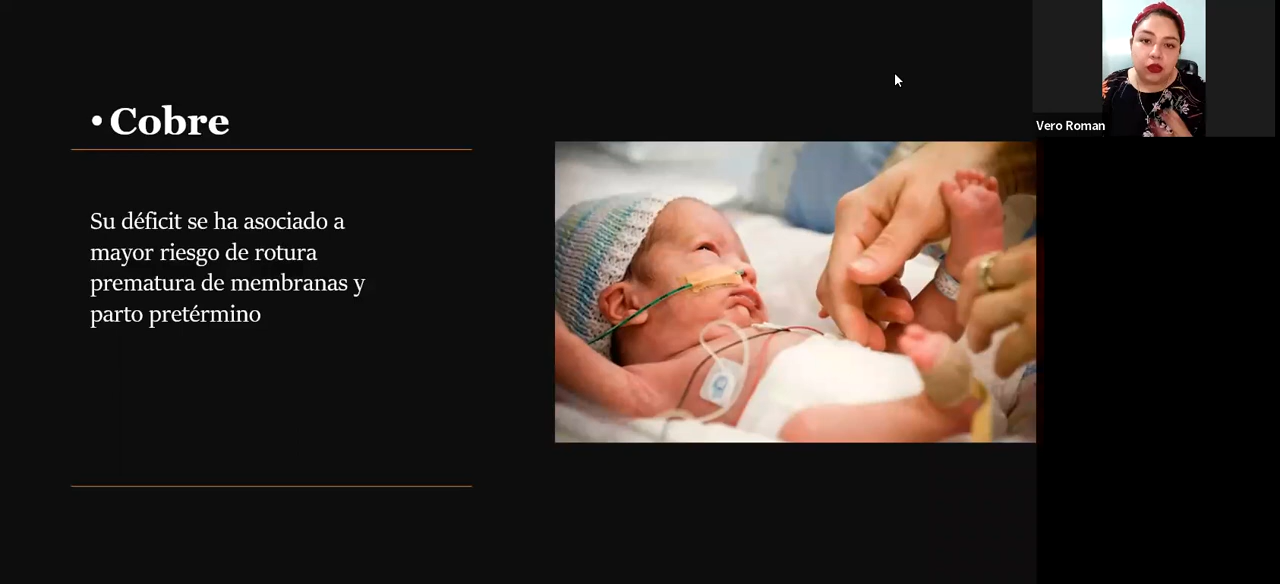 • Cobre
Su déficit se ha asociado a
mayor riesgo de rotura
prematura de membranas y
parto pretérmino
Vero Roman